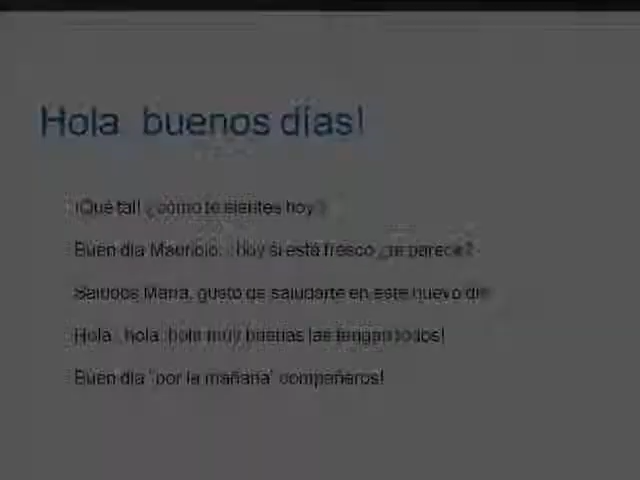 Hola, buenos días!
¡Qué tal! ¿cómo te sientes hoy?
Buen día Mauricio, hoy si está fresco ¿te parece?
Saludos María, gusto de saludarte en este nuevo día
Hola, hola, hola muy buenas las tengan todos!
Buen día "por la mañana" compañeros!